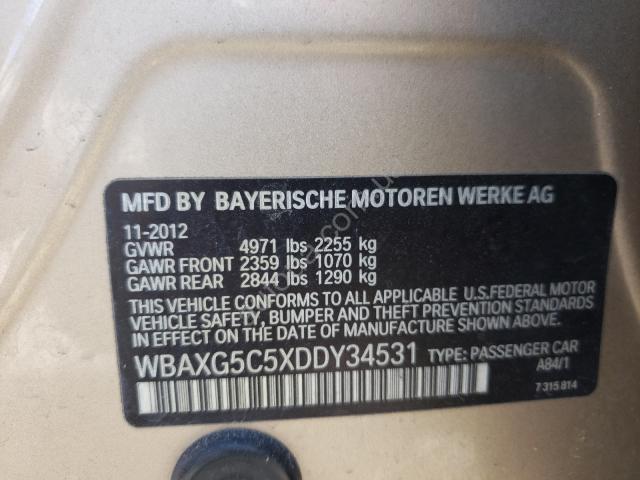 MFD BY BAYERISCHE MOTOREN WERKE AG
11-2012
GVWR 4971 lbs 2255 kg
GAWR FRONT 2359 lbs 1070 kg
GAWR REAR 2844 lbs 1290 kg
THIS VEHICLE CONFORMS TO ALL APPLICABLE U.S.FEDERAL MOTOR
VEHICLE SAFETY, BUMPER AND THEFT PREVENTION STANDARDS
IN EFFECT ON THE DATE OF MANUFACTURE SHOWN ABOVE.
WBAXG5C5XDDY34531 TYPE: PASSENGER CAR
A84/1
7 315 814